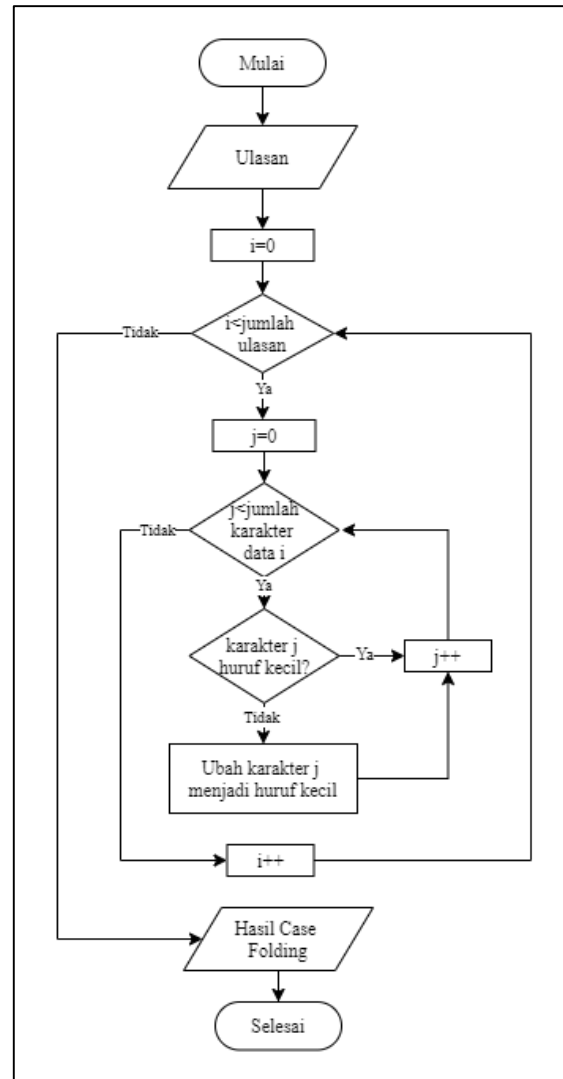 Mulai
Ulasan
i=0
i<jumlah
ulasan
Tidak
Ya
j=0
j<jumlah
karakter
data i
Tidak
Ya
karakter j
huruf kecil?
Ya
j++
Tidak
Ubah karakter j
menjadi huruf kecil
i++
Hasil Case
Folding
Selesai